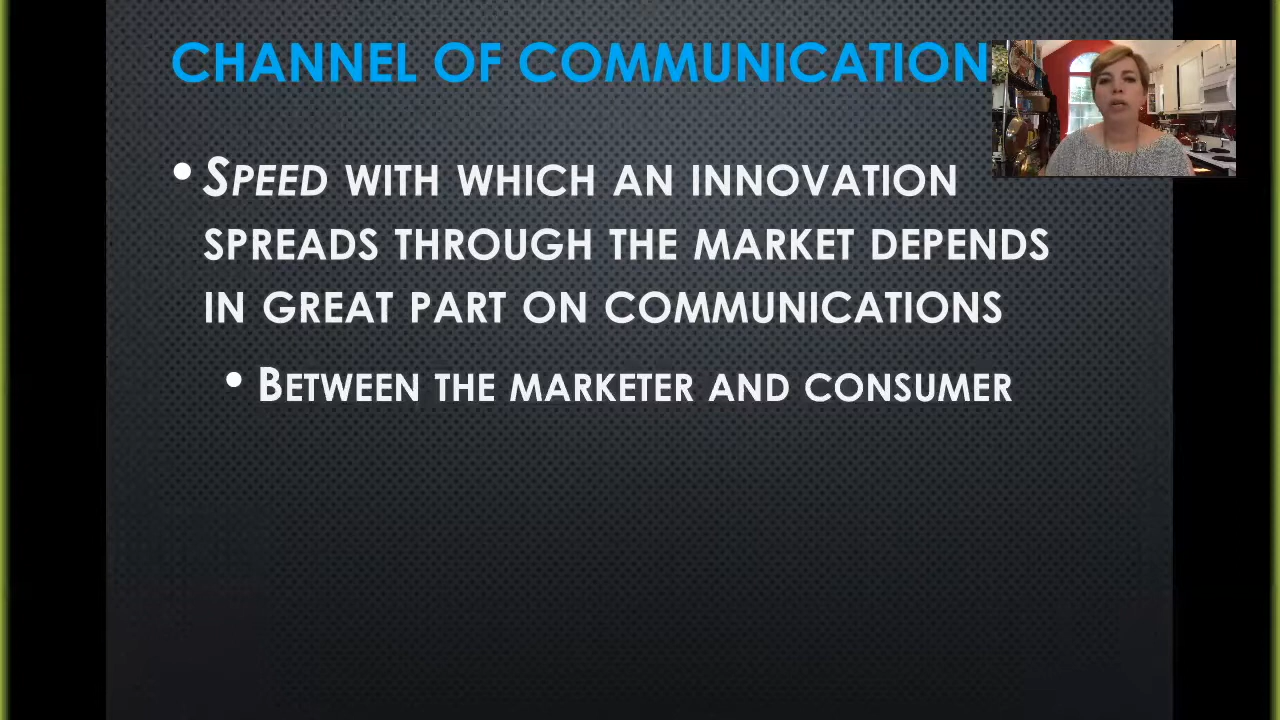 CHANNEL OF COMMUNICATION
• SPEED WITH WHICH AN INNOVATION
SPREADS THROUGH THE MARKET DEPENDS
IN GREAT PART ON COMMUNICATIONS
• BETWEEN THE MARKETER AND CONSUMER